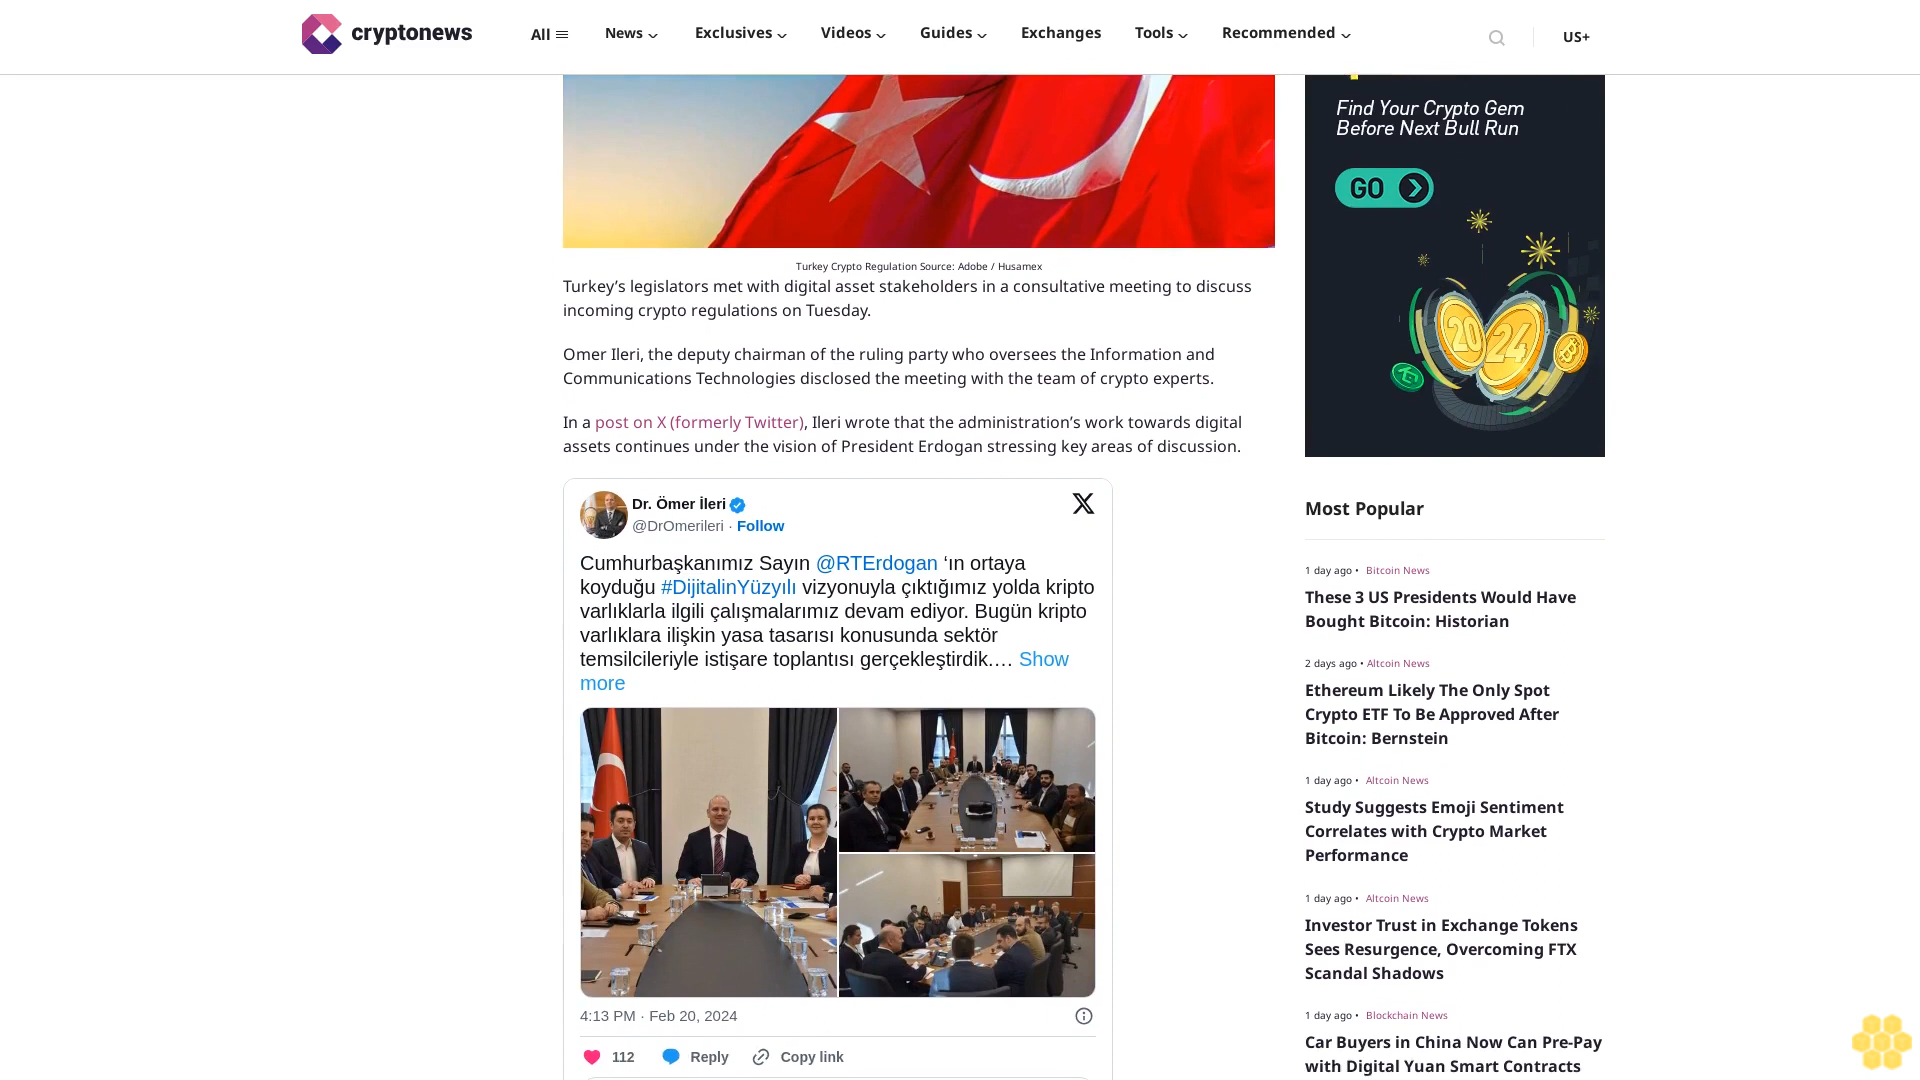 cryptonews
All
News
Exclusives
Videos
Guides
Exchanges
Tools
Recommended
US+
Find Your Crypto Gem
Before Next Bull Run
GO
2024
Turkey Crypto Regulation Source: Adobe / Husamex
Turkey’s legislators met with digital asset stakeholders in a consultative meeting to discuss
incoming crypto regulations on Tuesday.
Omer Ileri, the deputy chairman of the ruling party who oversees the Information and
Communications Technologies disclosed the meeting with the team of crypto experts.
In a post on X (formerly Twitter), Ileri wrote that the administration’s work towards digital
assets continues under the vision of President Erdogan stressing key areas of discussion.
Dr. Ömer İleri
@DrOmerileri · Follow
Cumhurbaşkanımız Sayın @RTErdogan ‘ın ortaya
koyduğu #DijitalinYüzyılı vizyonuyla çıktığımız yolda kripto
varlıklarla ilgili çalışmalarımız devam ediyor. Bugün kripto
varlıklara ilişkin yasa tasarısı konusunda sektör
temsilcileriyle istişare toplantısı gerçekleştirdik.… Show
more
4:13 PM · Feb 20, 2024
112
Reply
Copy link
Most Popular
1 day ago • Bitcoin News
These 3 US Presidents Would Have
Bought Bitcoin: Historian
2 days ago • Altcoin News
Ethereum Likely The Only Spot
Crypto ETF To Be Approved After
Bitcoin: Bernstein
1 day ago • Altcoin News
Study Suggests Emoji Sentiment
Correlates with Crypto Market
Performance
1 day ago • Altcoin News
Investor Trust in Exchange Tokens
Sees Resurgence, Overcoming FTX
Scandal Shadows
1 day ago • Blockchain News
Car Buyers in China Now Can Pre-Pay
with Digital Yuan Smart Contracts